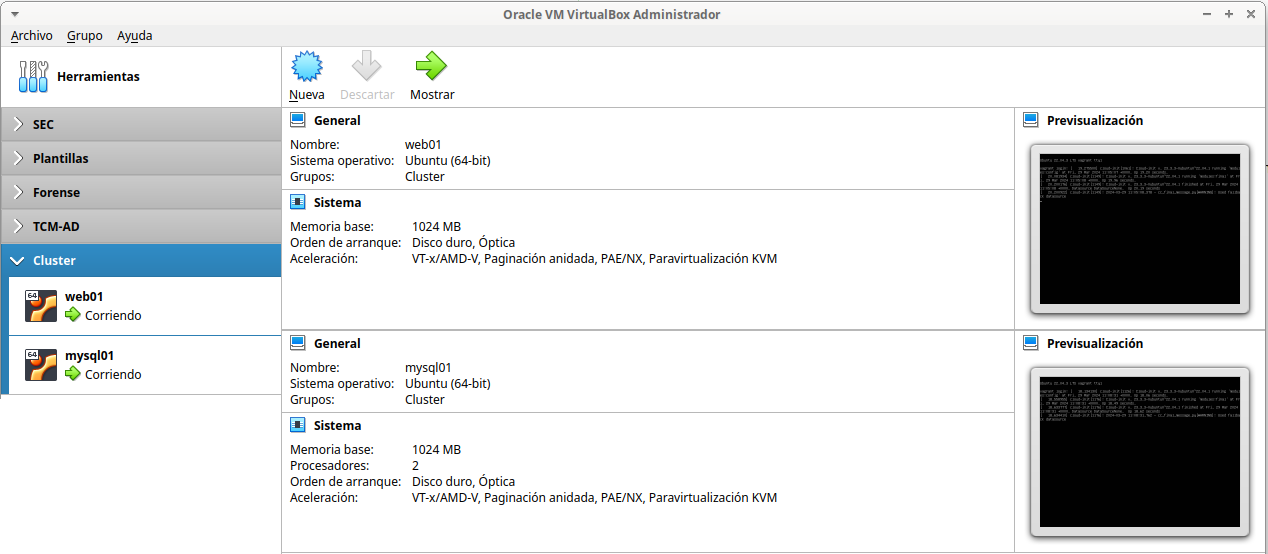 Oracle VM VirtualBox Administrador
Archivo Grupo Ayuda
Herramientas
Nueva Descartar Mostrar
SEC
Plantillas
Forense
TCM-AD
Cluster
64
web01
Corriendo
64
mysql01
Corriendo
General
Nombre: web01
Sistema operativo: Ubuntu (64-bit)
Grupos: Cluster
Sistema
Memoria base: 1024 MB
Orden de arranque: Disco duro, Óptica
Aceleración: VT-x/AMD-V, Paginación anidada, PAE/NX, Paravirtualización KVM
Previsualización
General
Nombre: mysql01
Sistema operativo: Ubuntu (64-bit)
Grupos: Cluster
Sistema
Memoria base: 1024 MB
Procesadores: 2
Orden de arranque: Disco duro, Óptica
Aceleración: VT-x/AMD-V, Paginación anidada, PAE/NX, Paravirtualización KVM
Previsualización